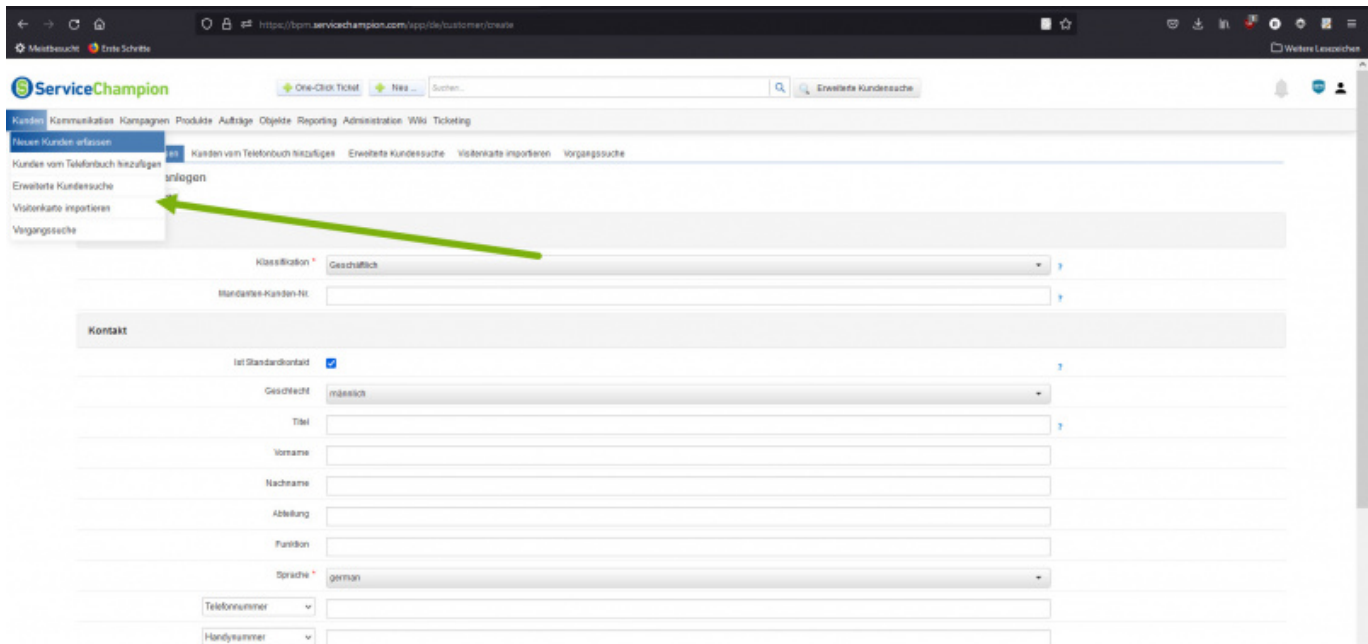 https://bpm.servicechampion.com/app/de/customer/create
Meistbesucht Erste Schritte Weitere Lesezeichen
ServiceChampion One-Click Ticket Neu ... Suchen... Erweiterte Kundensuche
Kunden Kommunikation Kampagnen Produkte Aufträge Objekte Reporting Administration Wiki Ticketing
Neuen Kunden erfassen
Kunden vom Telefonbuch hinzufügen Erweiterte Kundensuche Visitenkarte importieren Vorgangssuche
Kunden vom Telefonbuch hinzufügen
anlegen
Erweiterte Kundensuche
Visitenkarte importieren
Vorgangssuche
Klassifikation * Geschäftlich ?
Mandanten-Kunden-Nr. ?
Kontakt
Ist Standardkontakt ?
Geschlecht männlich
Titel ?
Vorname
Nachname
Abteilung
Funktion
Sprache * german
Telefonnummer
Handynummer